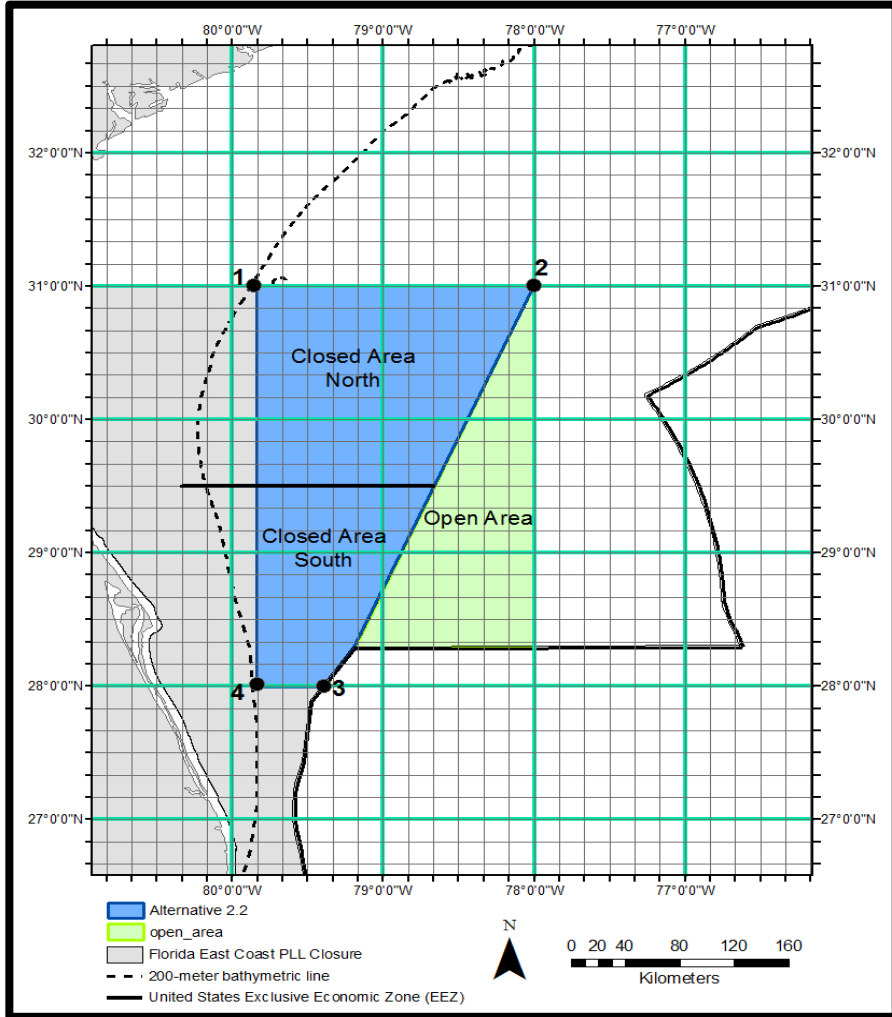 80°0'0"W 79°0'0"W 78°0'0"W 77°0'0"W
32°0'0"N 32°0'0"N
1 2
31°0'0"N 31°0'0"N
Closed Area
North
30°0'0"N 30°0'0"N
Open Area
Closed Area
South
29°0'0"N 29°0'0"N
28°0'0"N 4 3 28°0'0"N
27°0'0"N 27°0'0"N
80°0'0"W 79°0'0"W 78°0'0"W 77°0'0"W
Alternative 2.2
open_area
Florida East Coast PLL Closure
200-meter bathymetric line
United States Exclusive Economic Zone (EEZ)
N
0 20 40 80 120 160
Kilometers